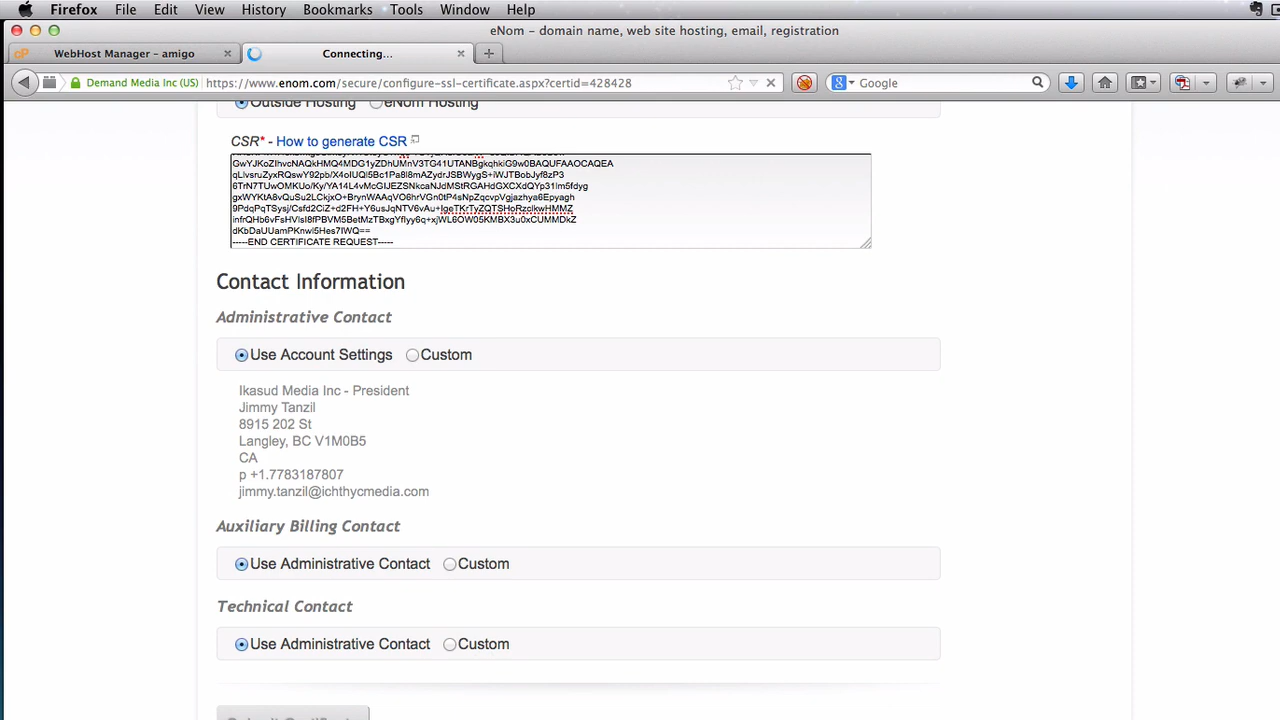 Firefox File Edit View History Bookmarks Tools Window Help
eNom – domain name, web site hosting, email, registration
WebHost Manager – amigo
Connecting...
Demand Media Inc (US) https://www.enom.com/secure/configure-ssl-certificate.aspx?certid=428428
Google
Outside Hosting eNom Hosting
CSR* - How to generate CSR
GwYJKoZIhvcNAQkHMQ4MDG1yZDhUMnV3TG41UTANBgkqhkiG9w0BAQUFAAOCAQEA
dKbDaUUamPKnwl5Hes7IWQ==
-----END CERTIFICATE REQUEST-----
Contact Information
Administrative Contact
Use Account Settings Custom
Ikasud Media Inc - President
Jimmy Tanzil
8915 202 St
Langley, BC V1M0B5
CA
p +1.7783187807
jimmy.tanzil@ichthycmedia.com
Auxiliary Billing Contact
Use Administrative Contact Custom
Technical Contact
Use Administrative Contact Custom